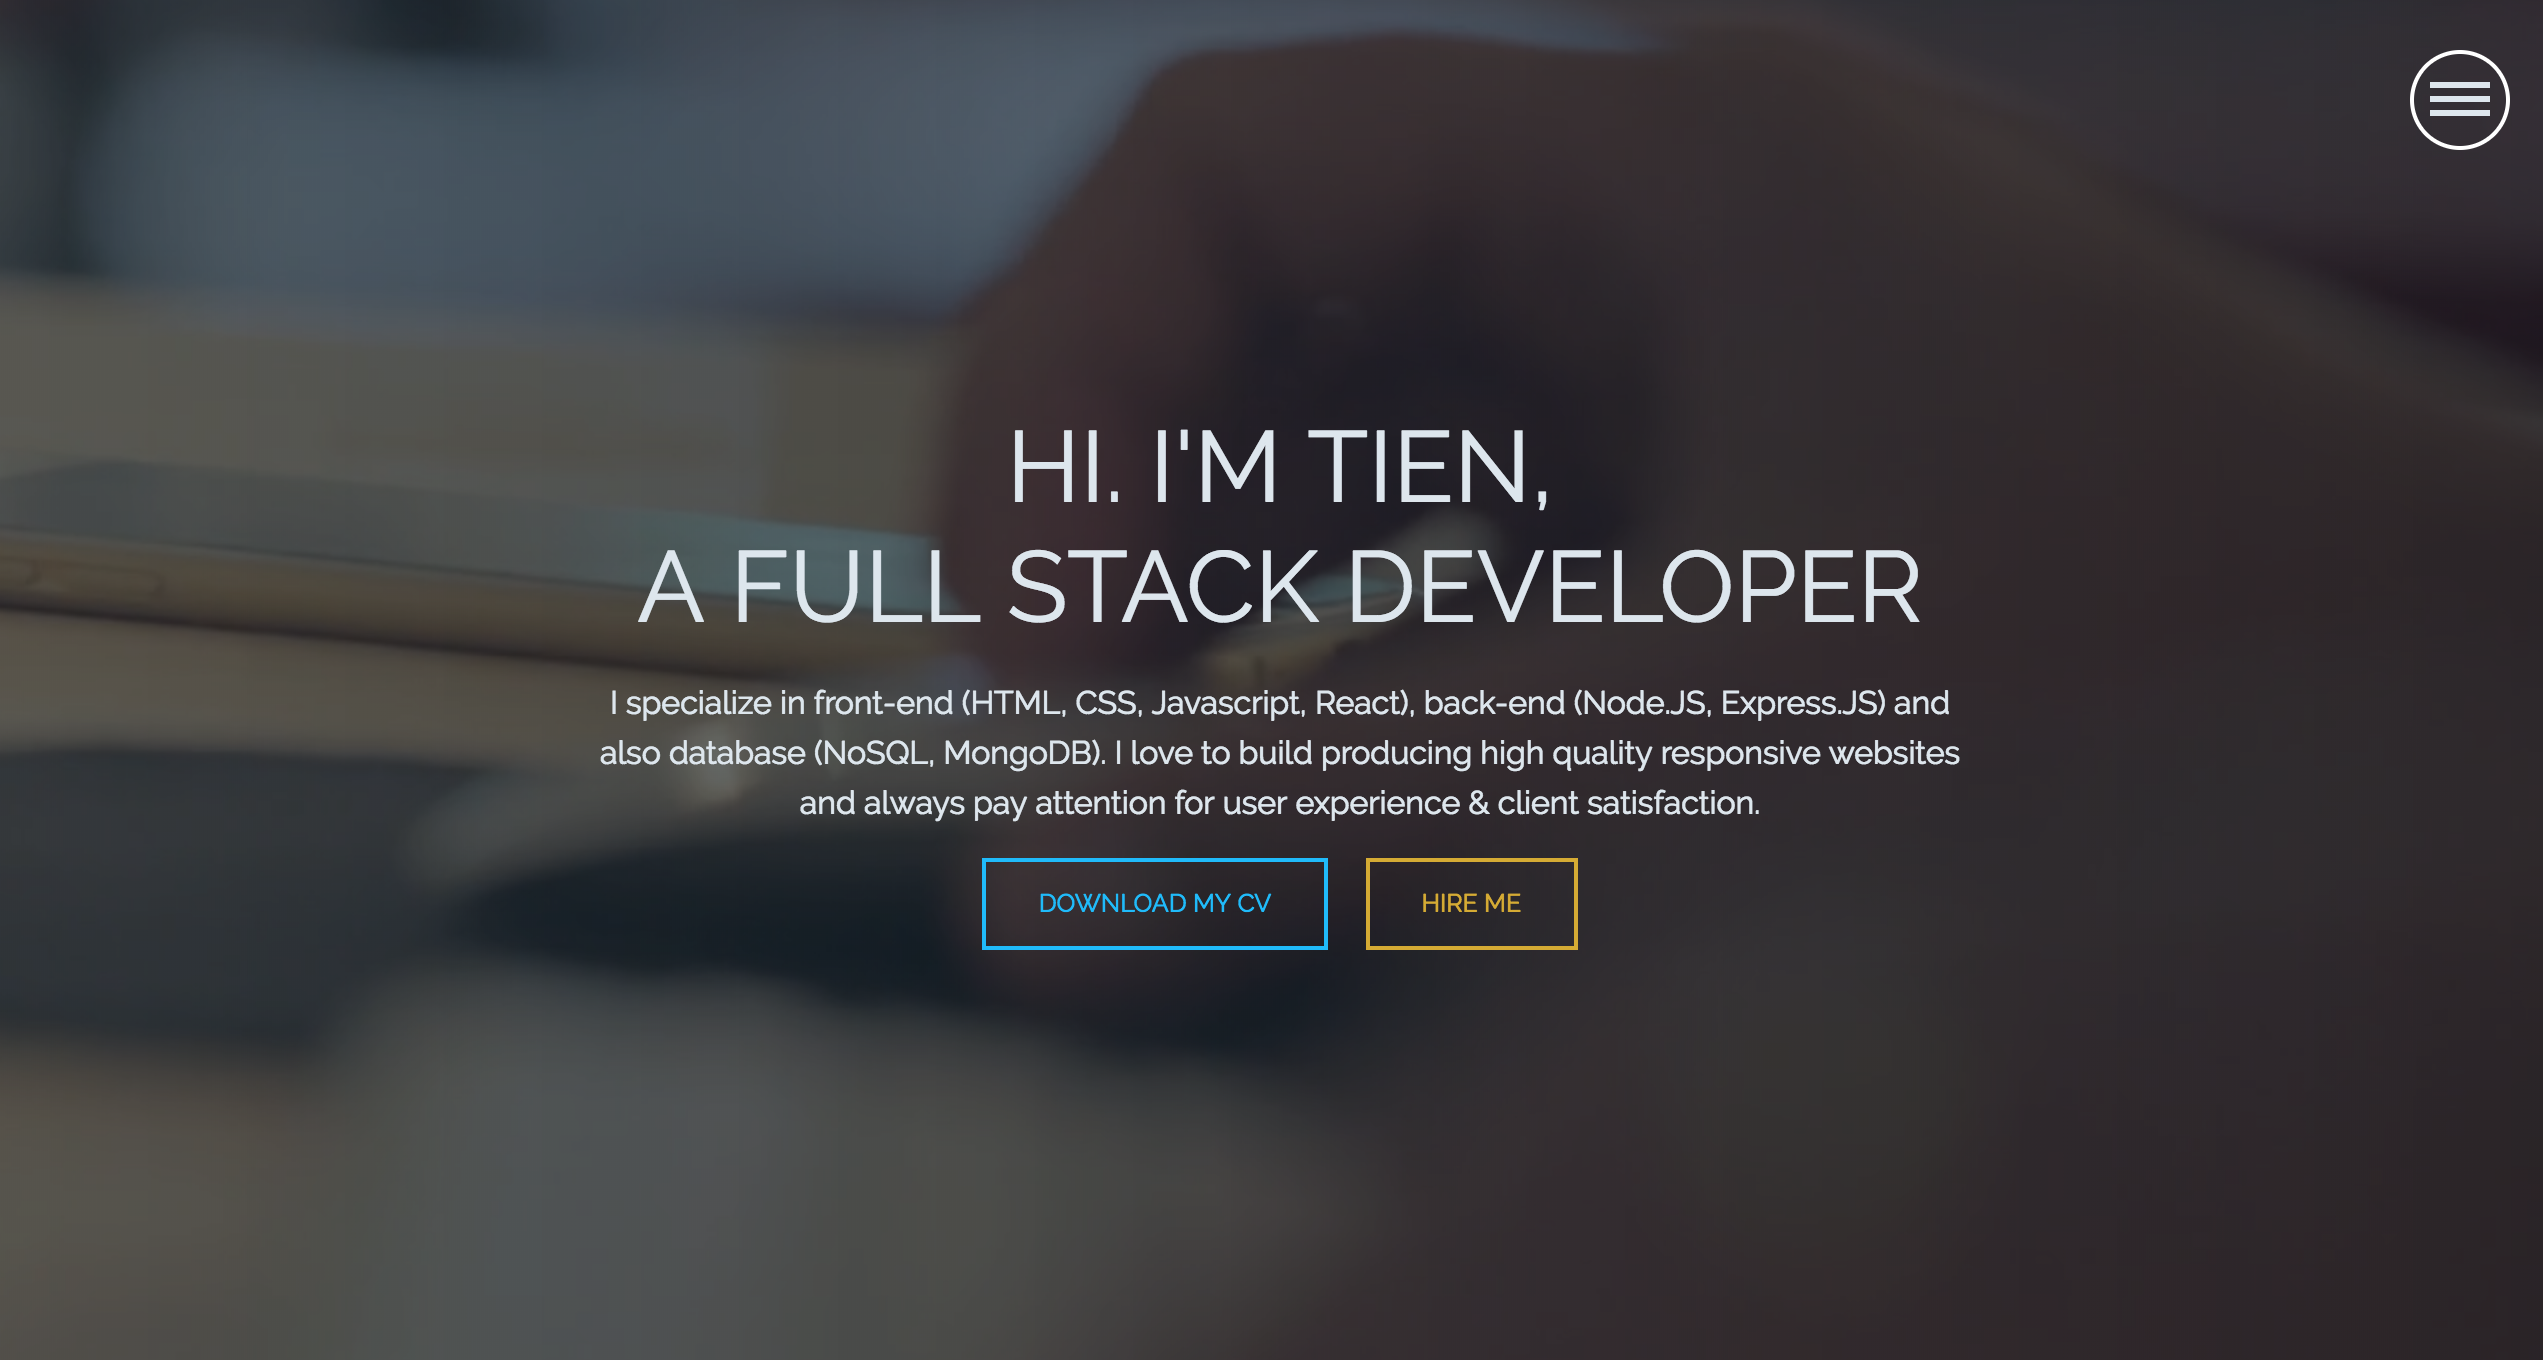 HI. I'M TIEN,
A FULL STACK DEVELOPER
I specialize in front-end (HTML, CSS, Javascript, React), back-end (Node.JS, Express.JS) and
also database (NoSQL, MongoDB). I love to build producing high quality responsive websites
and always pay attention for user experience & client satisfaction.
DOWNLOAD MY CV
HIRE ME